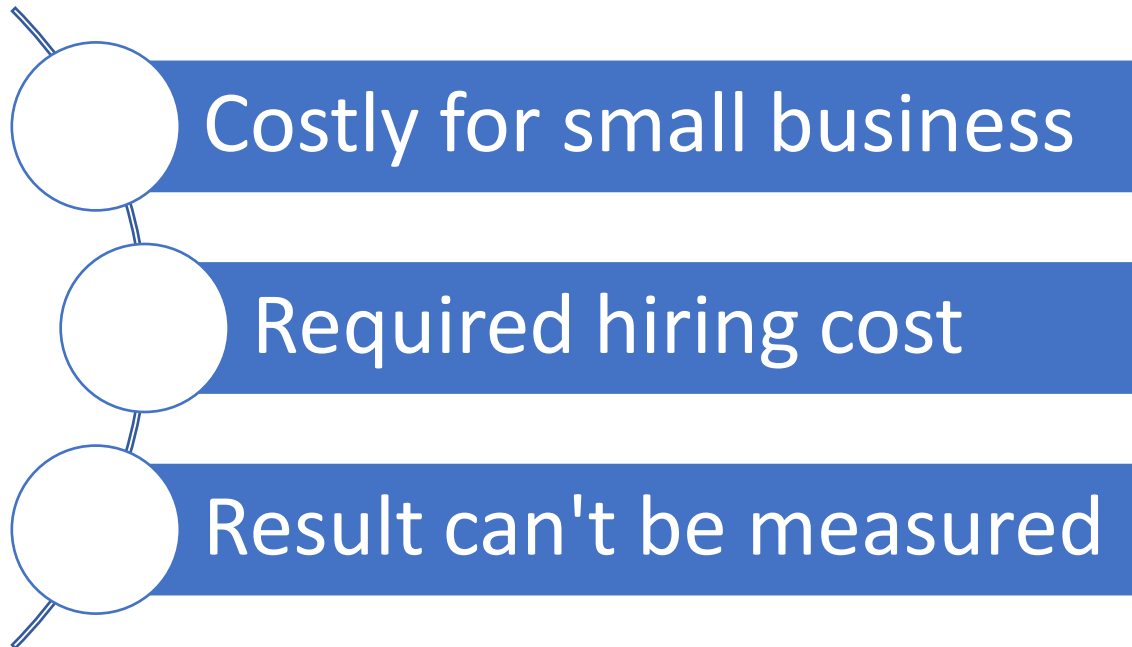 Costly for small business
Required hiring cost
Result can't be measured